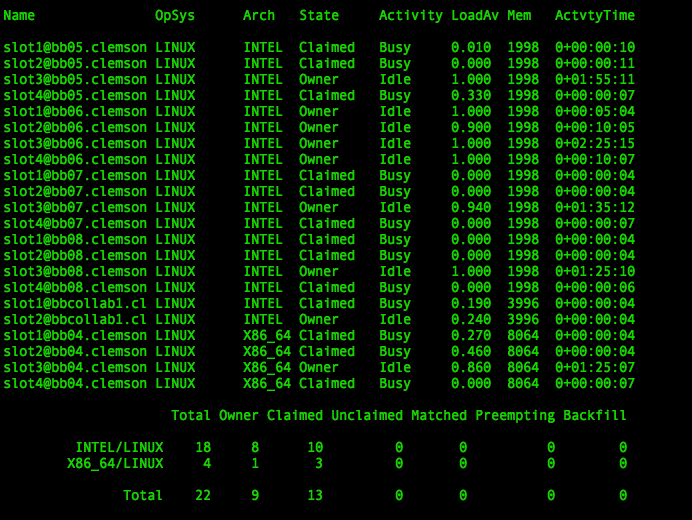 Name OpSys Arch State Activity LoadAv Mem ActvtyTime
slot1@bb05.clemson LINUX INTEL Claimed Busy 0.010 1998 0+00:00:10
slot2@bb05.clemson LINUX INTEL Claimed Busy 0.000 1998 0+00:00:11
slot3@bb05.clemson LINUX INTEL Owner Idle 1.000 1998 0+01:55:11
slot4@bb05.clemson LINUX INTEL Claimed Busy 0.330 1998 0+00:00:07
slot1@bb06.clemson LINUX INTEL Owner Idle 1.000 1998 0+00:05:04
slot2@bb06.clemson LINUX INTEL Owner Idle 0.900 1998 0+00:10:05
slot3@bb06.clemson LINUX INTEL Owner Idle 1.000 1998 0+02:25:15
slot4@bb06.clemson LINUX INTEL Owner Idle 1.000 1998 0+00:10:07
slot1@bb07.clemson LINUX INTEL Claimed Busy 0.000 1998 0+00:00:04
slot2@bb07.clemson LINUX INTEL Claimed Busy 0.000 1998 0+00:00:04
slot3@bb07.clemson LINUX INTEL Owner Idle 0.940 1998 0+01:35:12
slot4@bb07.clemson LINUX INTEL Claimed Busy 0.000 1998 0+00:00:07
slot1@bb08.clemson LINUX INTEL Claimed Busy 0.000 1998 0+00:00:04
slot2@bb08.clemson LINUX INTEL Claimed Busy 0.000 1998 0+00:00:04
slot3@bb08.clemson LINUX INTEL Owner Idle 1.000 1998 0+01:25:10
slot4@bb08.clemson LINUX INTEL Claimed Busy 0.000 1998 0+00:00:06
slot1@bbcollab1.cl LINUX INTEL Claimed Busy 0.190 3996 0+00:00:04
slot2@bbcollab1.cl LINUX INTEL Owner Idle 0.240 3996 0+00:00:04
slot1@bb04.clemson LINUX X86_64 Claimed Busy 0.270 8064 0+00:00:04
slot2@bb04.clemson LINUX X86_64 Claimed Busy 0.460 8064 0+00:00:04
slot3@bb04.clemson LINUX X86_64 Owner Idle 0.860 8064 0+01:25:07
slot4@bb04.clemson LINUX X86_64 Claimed Busy 0.000 8064 0+00:00:07
Total Owner Claimed Unclaimed Matched Preempting Backfill
INTEL/LINUX 18 8 10 0 0 0 0
X86_64/LINUX 4 1 3 0 0 0 0
Total 22 9 13 0 0 0 0